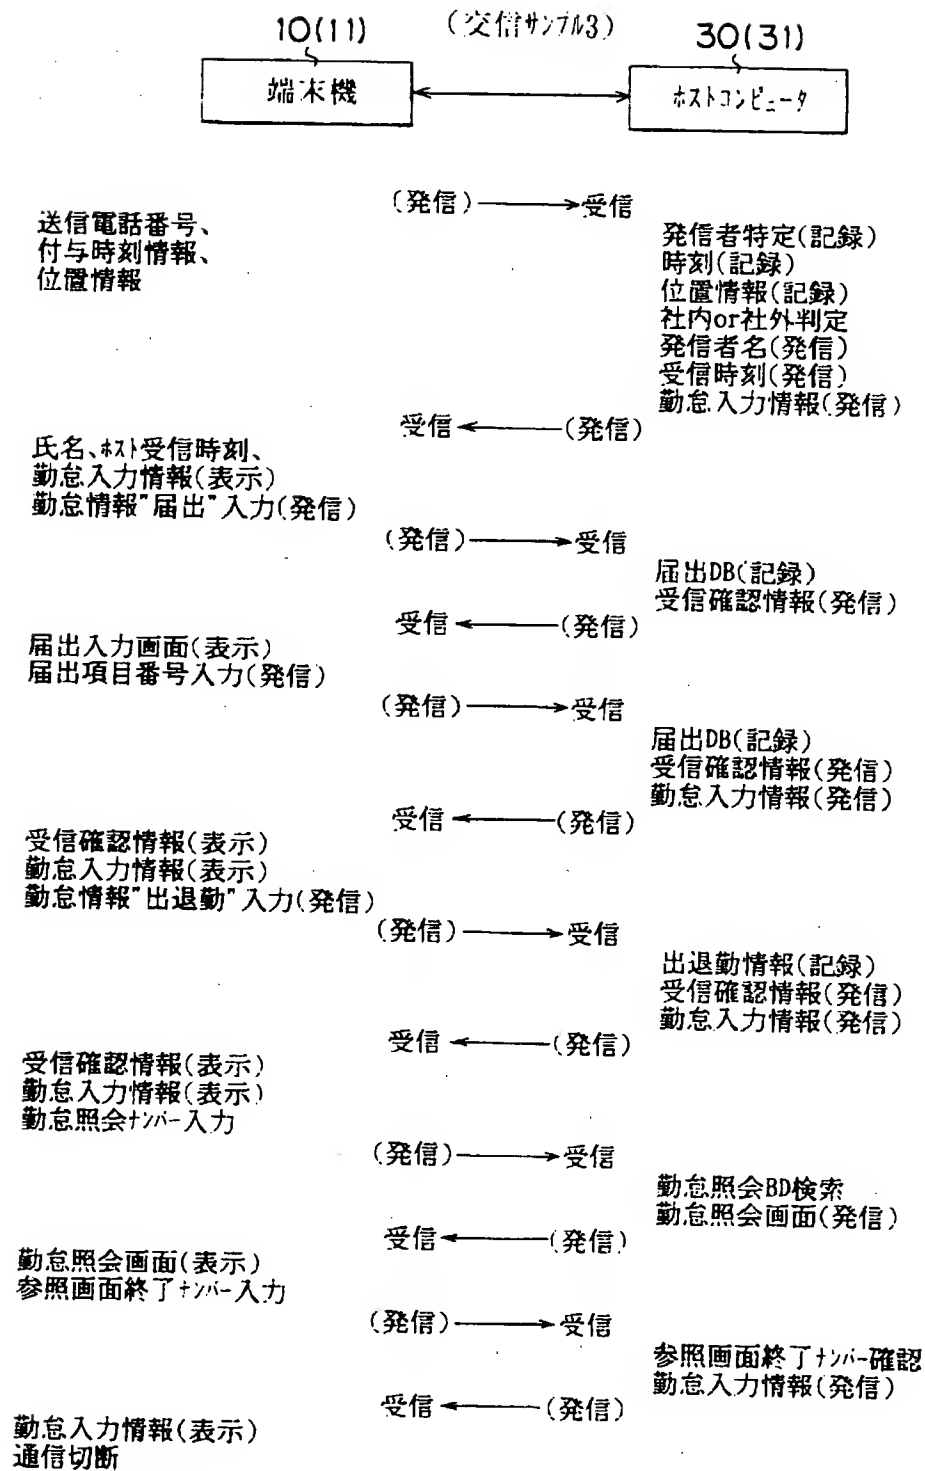 10(11)
(交信サンプル3)
30(31)
端末機
ホストコンピュータ
(発信)
受信
送信電話番号、
付与時刻情報、
位置情報
発信者特定(記録)
時刻(記録)
位置情報(記録)
社内or社外判定
発信者名(発信)
受信時刻(発信)
勤怠入力情報(発信)
受信
(発信)
氏名、ホスト受信時刻、
勤怠入力情報(表示)
勤怠情報"届出"入力(発信)
(発信)
受信
届出DB(記録)
受信確認情報(発信)
受信
(発信)
届出入力画面(表示)
届出項目番号入力(発信)
(発信)
受信
届出DB(記録)
受信確認情報(発信)
勤怠入力情報(発信)
受信
(発信)
受信確認情報(表示)
勤怠入力情報(表示)
勤怠情報"出退勤"入力(発信)
(発信)
受信
出退勤情報(記録)
受信確認情報(発信)
勤怠入力情報(発信)
受信
(発信)
受信確認情報(表示)
勤怠入力情報(表示)
勤怠照会ナンバー入力
(発信)
受信
勤怠照会BD検索
勤怠照会画面(発信)
受信
(発信)
勤怠照会画面(表示)
参照画面終了ナンバー入力
(発信)
受信
参照画面終了ナンバー確認
勤怠入力情報(発信)
受信
(発信)
勤怠入力情報(表示)
通信切断